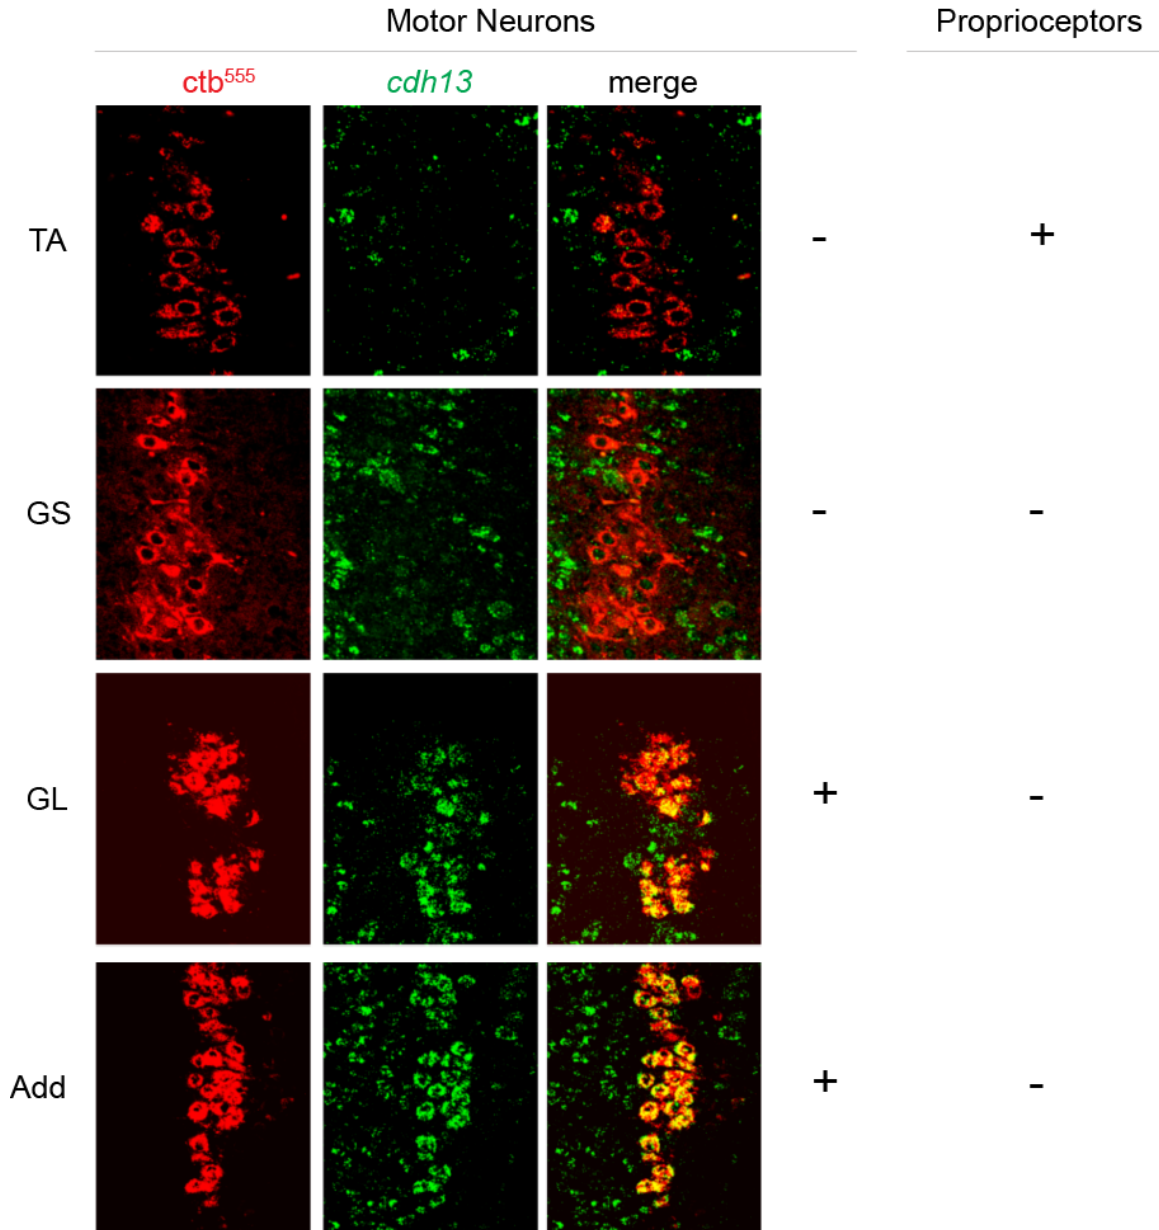 Motor Neurons Proprioceptors
ctb555 cdh13 merge
TA - +
GS - -
GL + -
Add + -